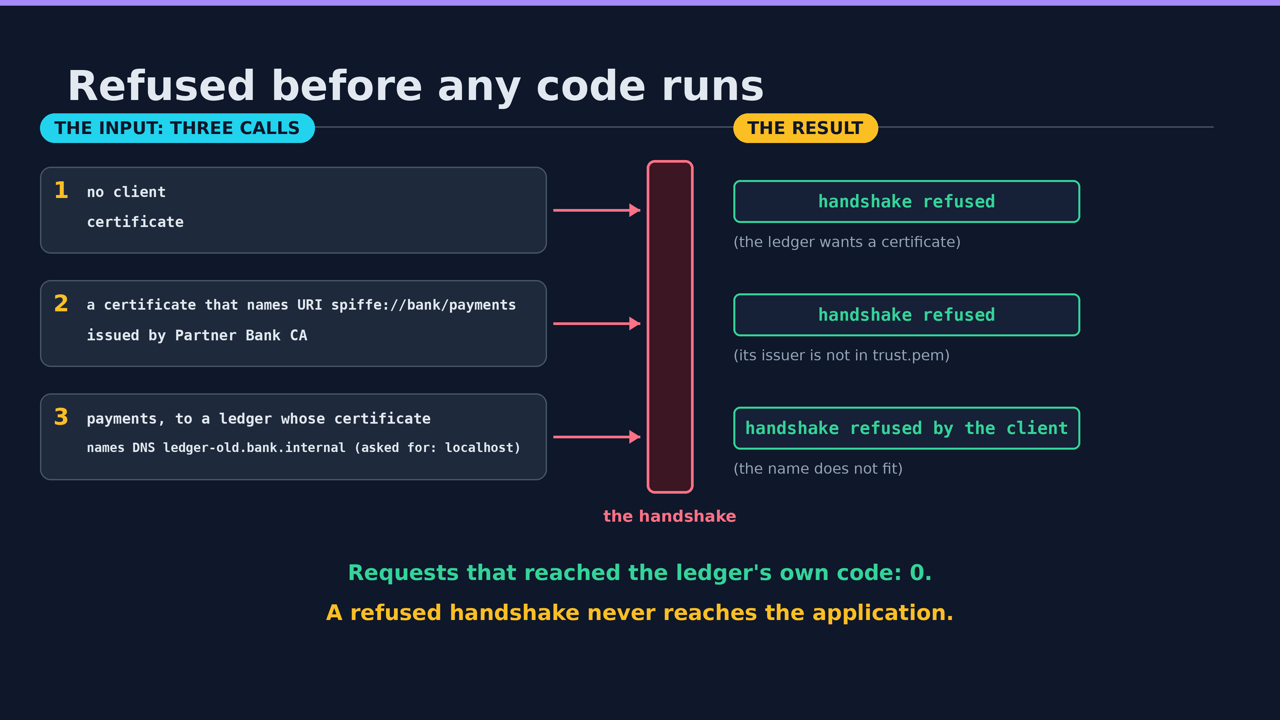 Refused before any code runs
THE INPUT: THREE CALLS
THE RESULT
1
no client
certificate
handshake refused
(the ledger wants a certificate)
2
a certificate that names URI spiffe://bank/payments
issued by Partner Bank CA
handshake refused
(its issuer is not in trust.pem)
3
payments, to a ledger whose certificate
names DNS ledger-old.bank.internal (asked for: localhost)
handshake refused by the client
(the name does not fit)
the handshake
Requests that reached the ledger's own code: 0.
A refused handshake never reaches the application.